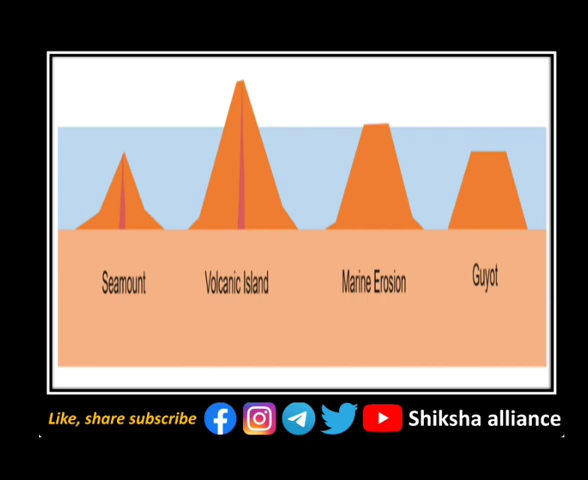 Seamount
Volcanic Island
Marine Erosion
Guyot
Like, share subscribe
Shiksha alliance